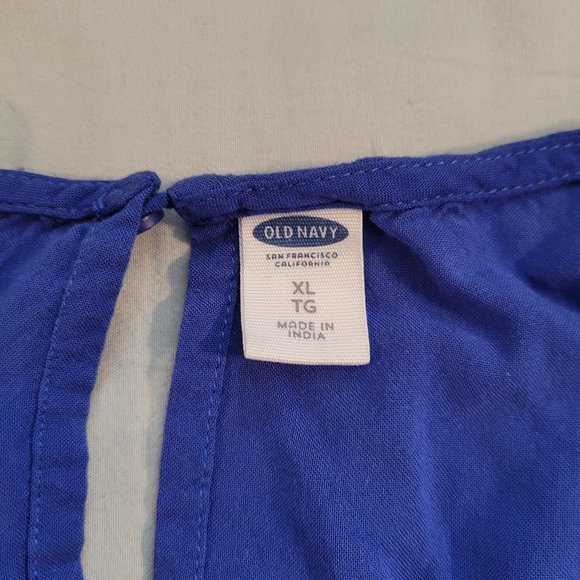 OLD NAVY
SAN FRANCISCO
CALIFORNIA
XL
TG
MADE IN
INDIA